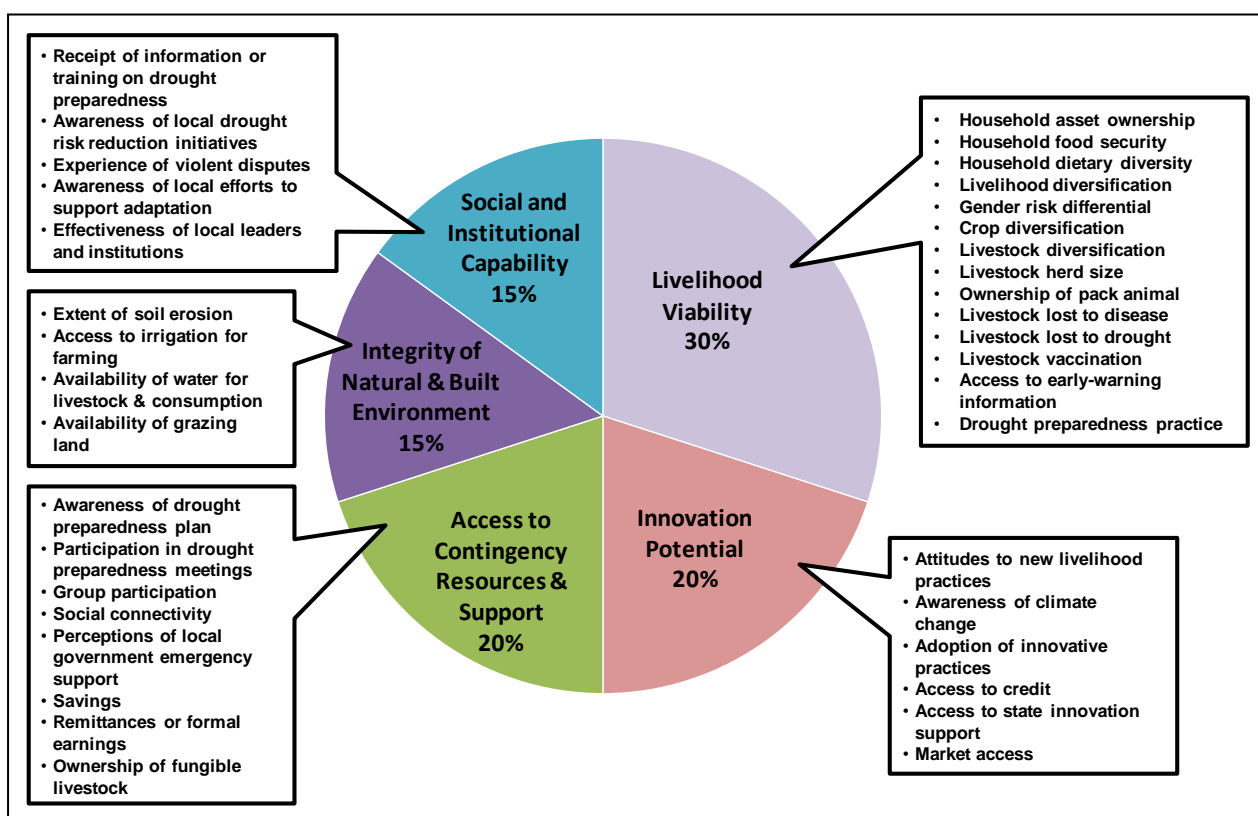 • Receipt of information or
training on drought
preparedness
• Awareness of local drought
risk reduction initiatives
• Experience of violent disputes
• Awareness of local efforts to
support adaptation
• Effectiveness of local leaders
and institutions
• Extent of soil erosion
• Access to irrigation for
farming
• Availability of water for
livestock & consumption
• Availability of grazing
land
• Awareness of drought
preparedness plan
• Participation in drought
preparedness meetings
• Group participation
• Social connectivity
• Perceptions of local
government emergency
support
• Savings
• Remittances or formal
earnings
• Ownership of fungible
livestock
Social and
Institutional
Capability
15%
Integrity of
Natural & Built
Environment
15%
Access to
Contingency
Resources &
Support
20%
Livelihood
Viability
30%
Innovation
Potential
20%
• Household asset ownership
• Household food security
• Household dietary diversity
• Livelihood diversification
• Gender risk differential
• Crop diversification
• Livestock diversification
• Livestock herd size
• Ownership of pack animal
• Livestock lost to disease
• Livestock lost to drought
• Livestock vaccination
• Access to early-warning
information
• Drought preparedness practice
• Attitudes to new livelihood
practices
• Awareness of climate
change
• Adoption of innovative
practices
• Access to credit
• Access to state innovation
support
• Market access